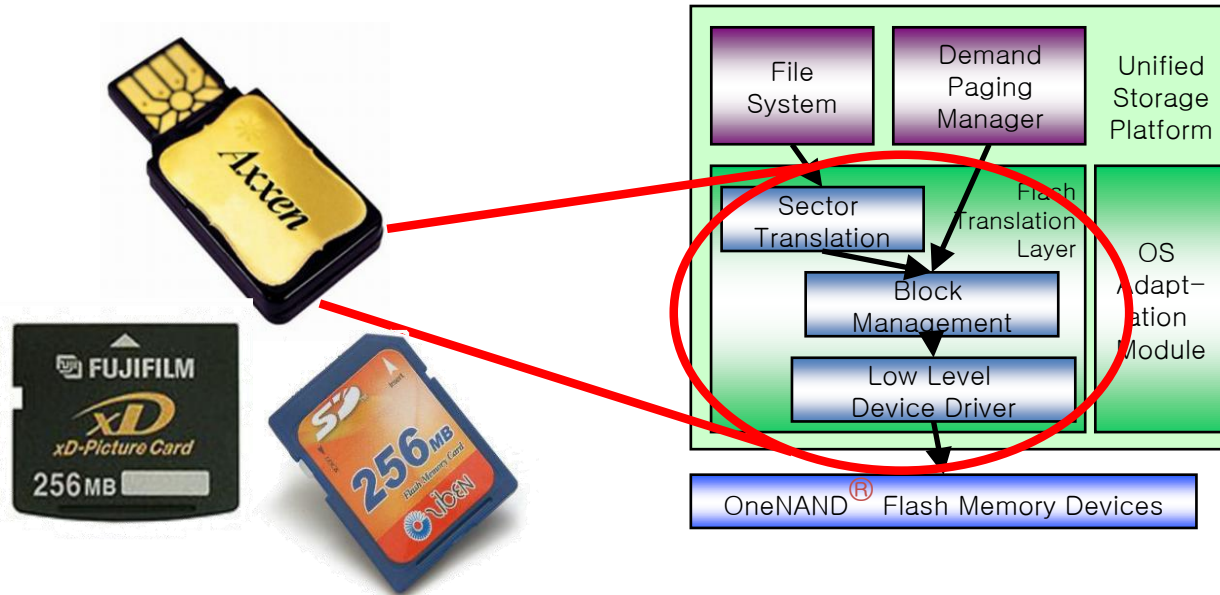 Axxen
FUJIFILM
xD
xD-Picture Card
256MB
SD
Insert
LOCK
256MB
Flash Memory Card
File
System
Demand
Paging
Manager
Unified
Storage
Platform
Sector
Translation
Flash
Translation
Layer
Block
Management
Low Level
Device Driver
OS
Adapt-
ation
Module
OneNAND® Flash Memory Devices